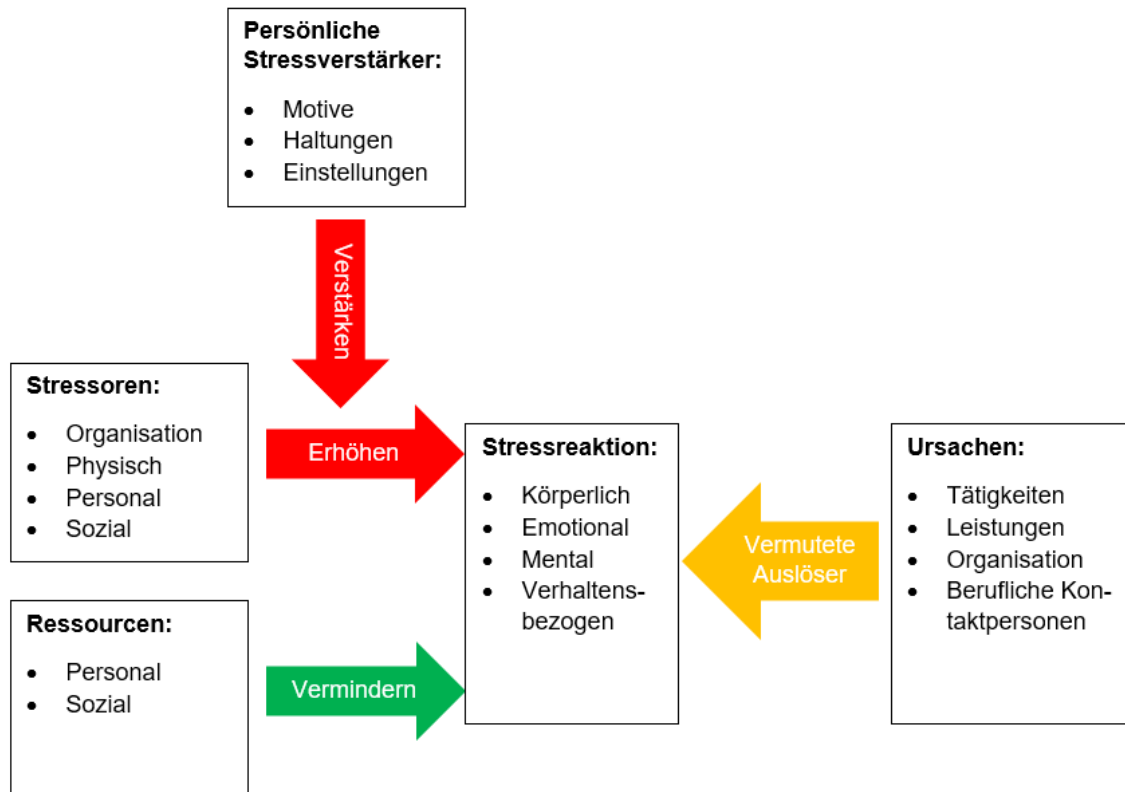 Persönliche
Stressverstärker:
• Motive
• Haltungen
• Einstellungen
Verstärken
Stressoren:
• Organisation
• Physisch
• Personal
• Sozial
Erhöhen
Ressourcen:
• Personal
• Sozial
Vermindern
Stressreaktion:
• Körperlich
• Emotional
• Mental
• Verhaltens-
bezogen
Vermutete
Auslöser
Ursachen:
• Tätigkeiten
• Leistungen
• Organisation
• Berufliche Kon-
taktpersonen